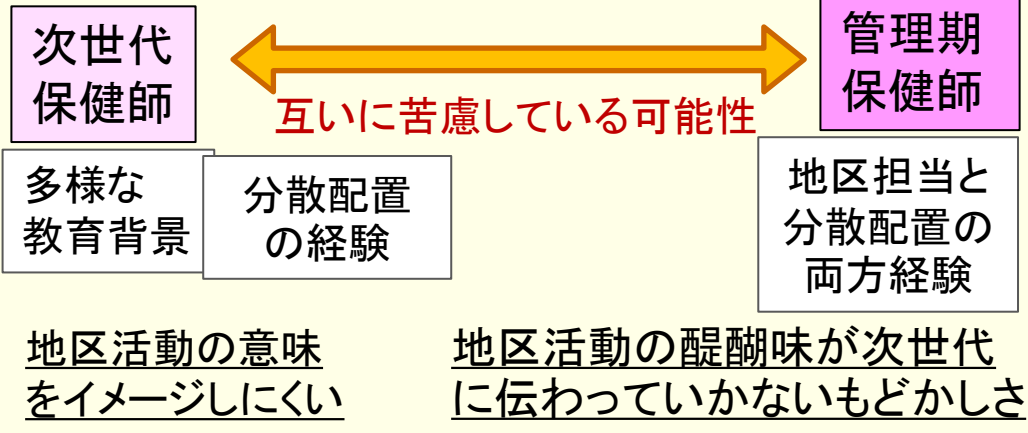 次世代
保健師
管理期
保健師
互いに苦慮している可能性
多様な
教育背景
分散配置
の経験
地区担当と
分散配置の
両方経験
地区活動の意味
をイメージしにくい
地区活動の醍醐味が次世代
に伝わっていかないもどかしさ